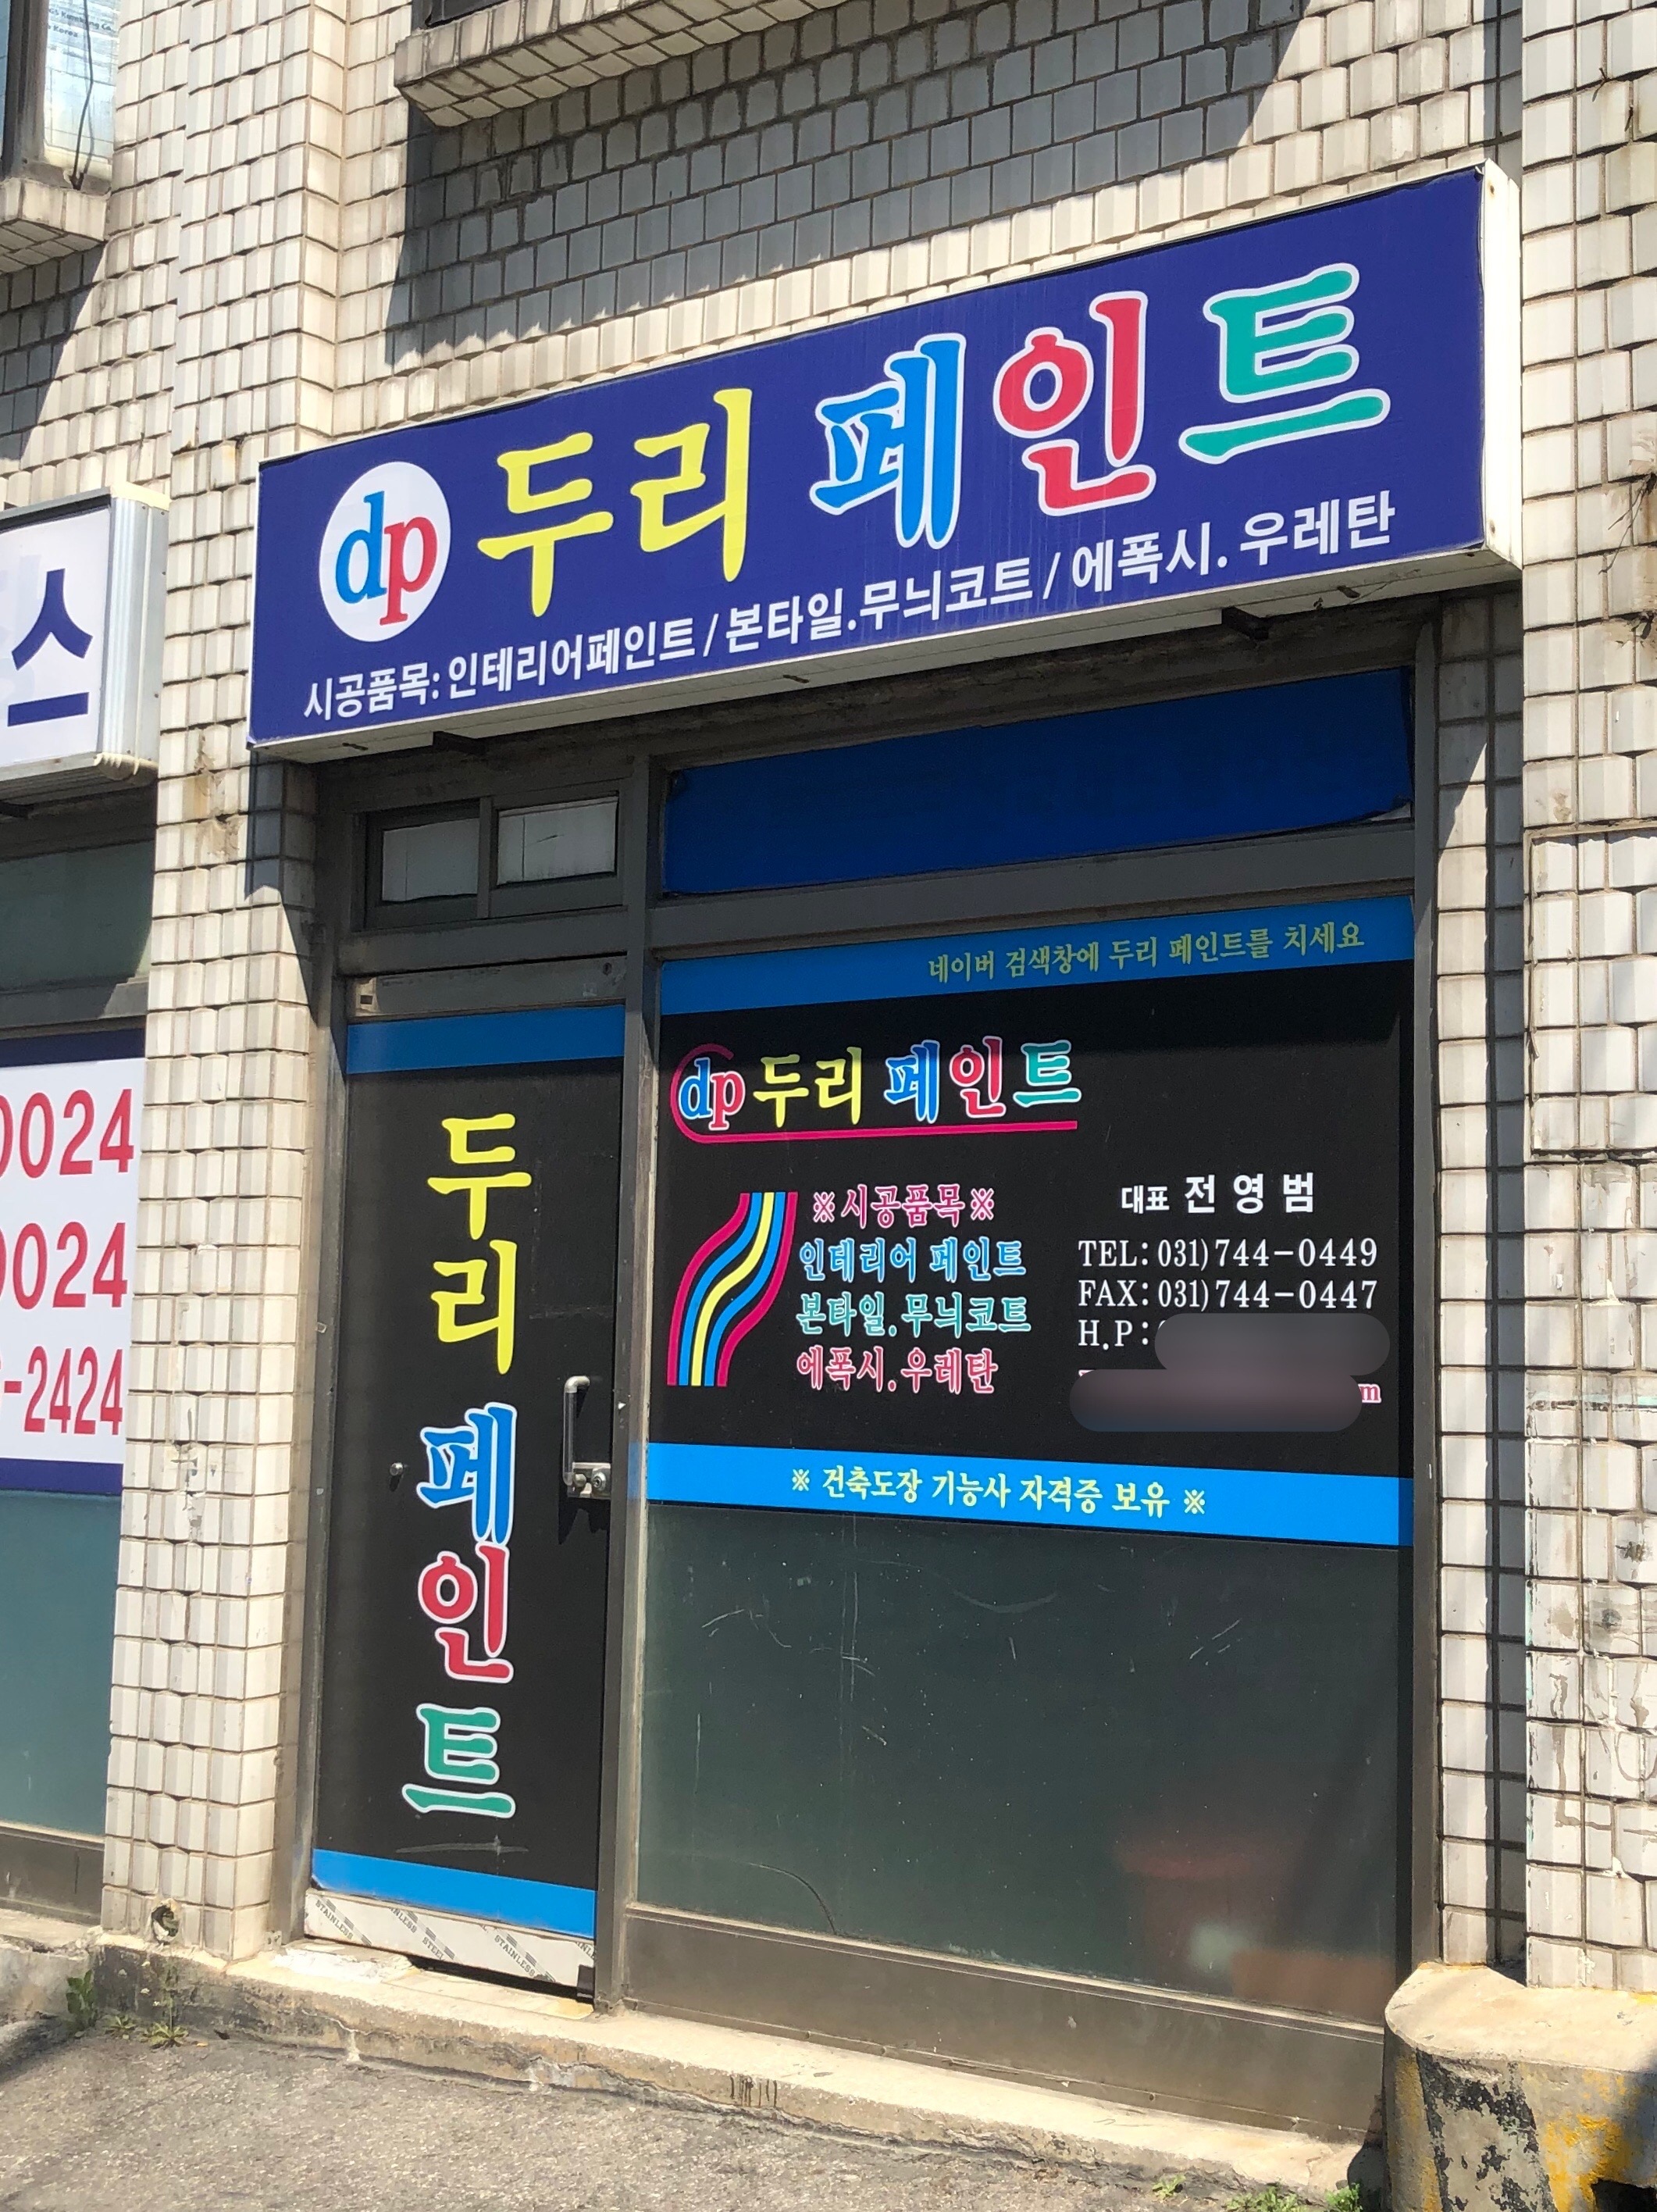 스
0024
0024
-2424
dp 두리 페인트
시공품목: 인테리어페인트 / 본타일.무늬코트 / 에폭시. 우레탄
네이버 검색창에 두리 페인트를 치세요
dp 두리 페인트
※시공품목※
인테리어 페인트
본타일.무늬코트
에폭시.우레탄
대표 전영범
TEL: 031) 744-0449
FAX: 031) 744-0447
H.P:
m
※ 건축도장 기능사 자격증 보유 ※
두리 페인트
STAINLESS STEEL STAINLESS